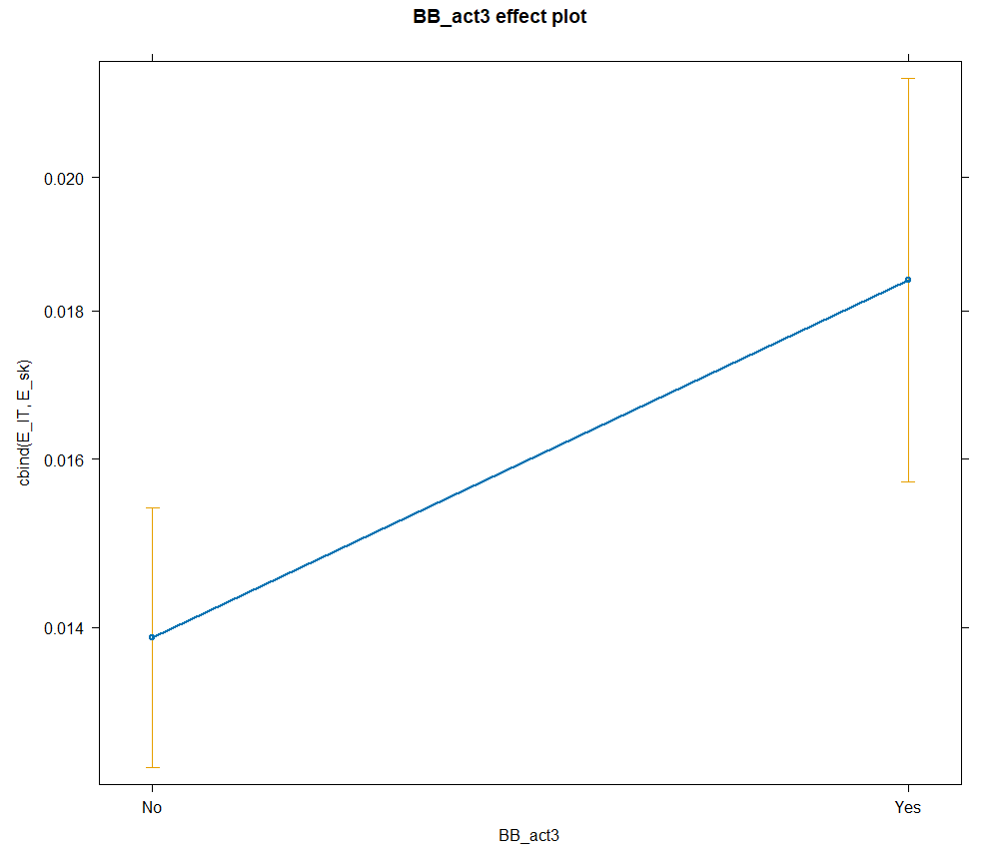 BB_act3 effect plot
0.020
0.018
0.016
0.014
cbind(E_IT, E_sk)
No
Yes
BB_act3